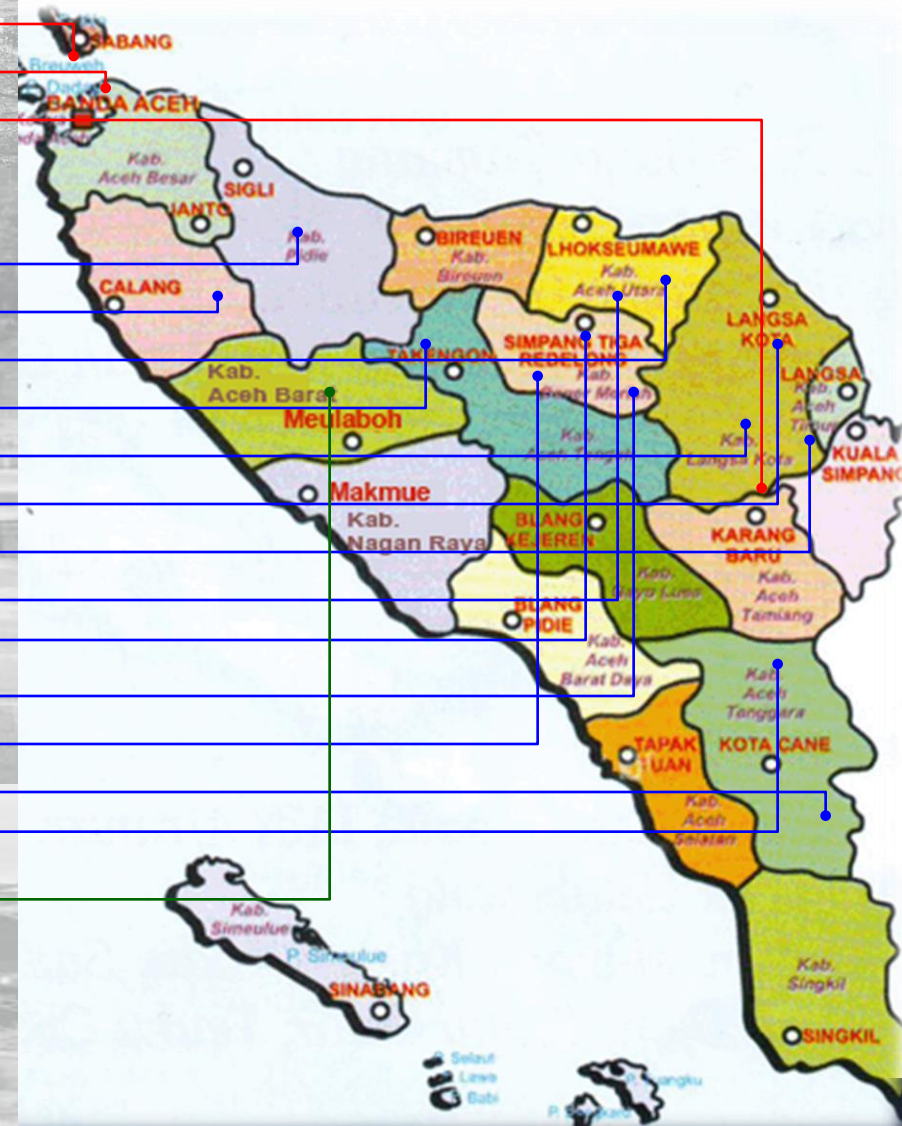 SABANG
Breuweh
BANDA ACEH
Kab.
Aceh Besar
SIGLI
JANTO
Kab.
Pidie
BIREUEN
Kab.
Bireuen
LHOKSEUMAWE
Kab.
Aceh Utara
CALANG
LANGSA
KOTA
SIMPANG TIGA
REDELONG
Kab.
Bener Meriah
TAKENGON
Kab.
Aceh Barat
LANGSA
Kab.
Aceh
Timur
Meulaboh
Kab.
Aceh Tengah
Kab.
Langsa Kota
KUALA
SIMPANG
Makmue
Kab.
Nagan Raya
BLANG
KEJEREN
KARANG
BARU
Kab.
Gayu Lues
Kab.
Aceh
Tamiang
BLANG
PIDIE
Kab.
Aceh
Barat Daya
Kab.
Aceh
Tenggara
TAPAK
TUAN
KOTA CANE
Kab.
Aceh
Selatan
Kab.
Simeulue
P. Simeulue
SINABANG
Kab.
Singkil
SINGKIL
P. Selaut
P. Lawa
P. Babi